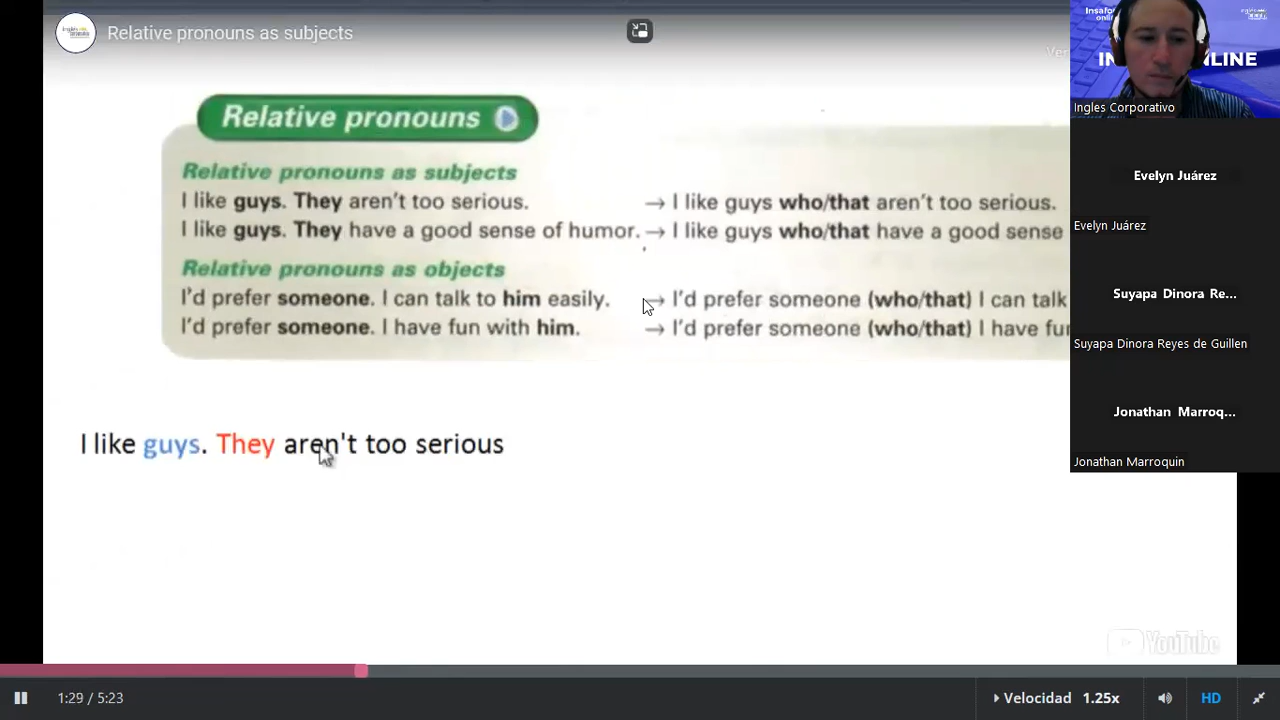 Relative pronouns as subjects
Relative pronouns
Relative pronouns as subjects
I like guys. They aren't too serious. → I like guys who/that aren't too serious.
I like guys. They have a good sense of humor. → I like guys who/that have a good sense
Relative pronouns as objects
I'd prefer someone. I can talk to him easily. → I'd prefer someone (who/that) I can talk
I'd prefer someone. I have fun with him. → I'd prefer someone (who/that) I have fu
I like guys. They aren't too serious
YouTube
1:29 / 5:23
Velocidad 1.25x
HD
Insafo
online
LINE
Ingles Corporativo
Evelyn Juárez
Evelyn Juárez
Suyapa Dinora Re...
Suyapa Dinora Reyes de Guillen
Jonathan Marroq...
Jonathan Marroquin